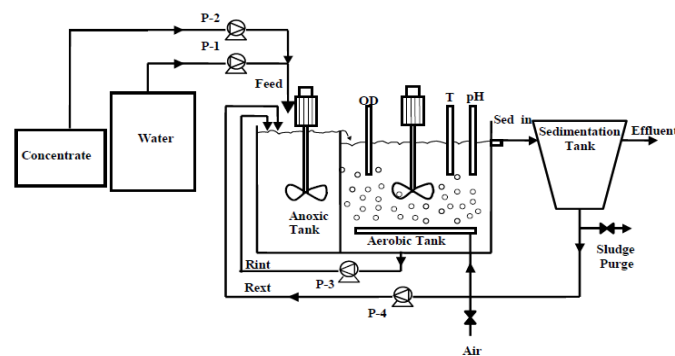 P-2
P-1
Feed
OD
T
pH
Sed in
Sedimentation
Tank
Effluent
Water
Concentrate
Anoxic
Tank
Aerobic Tank
Sludge
Purge
Rint
P-3
Rext
P-4
Air